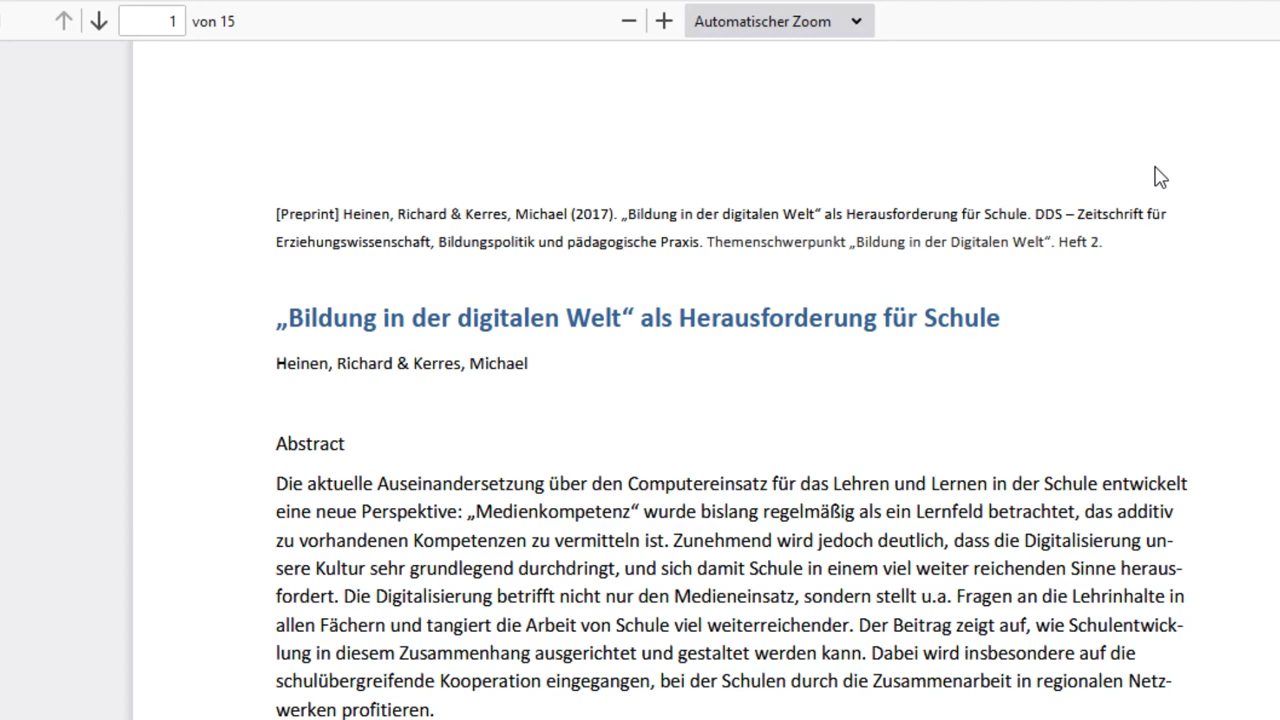 1 von 15 Automatischer Zoom
[Preprint] Heinen, Richard & Kerres, Michael (2017). „Bildung in der digitalen Welt“ als Herausforderung für Schule. DDS – Zeitschrift für
Erziehungswissenschaft, Bildungspolitik und pädagogische Praxis. Themenschwerpunkt „Bildung in der Digitalen Welt“. Heft 2.
„Bildung in der digitalen Welt“ als Herausforderung für Schule
Heinen, Richard & Kerres, Michael
Abstract
Die aktuelle Auseinandersetzung über den Computereinsatz für das Lehren und Lernen in der Schule entwickelt
eine neue Perspektive: „Medienkompetenz“ wurde bislang regelmäßig als ein Lernfeld betrachtet, das additiv
zu vorhandenen Kompetenzen zu vermitteln ist. Zunehmend wird jedoch deutlich, dass die Digitalisierung un-
sere Kultur sehr grundlegend durchdringt, und sich damit Schule in einem viel weiter reichenden Sinne heraus-
fordert. Die Digitalisierung betrifft nicht nur den Medieneinsatz, sondern stellt u.a. Fragen an die Lehrinhalte in
allen Fächern und tangiert die Arbeit von Schule viel weiterreichender. Der Beitrag zeigt auf, wie Schulentwick-
lung in diesem Zusammenhang ausgerichtet und gestaltet werden kann. Dabei wird insbesondere auf die
schulübergreifende Kooperation eingegangen, bei der Schulen durch die Zusammenarbeit in regionalen Netz-
werken profitieren.